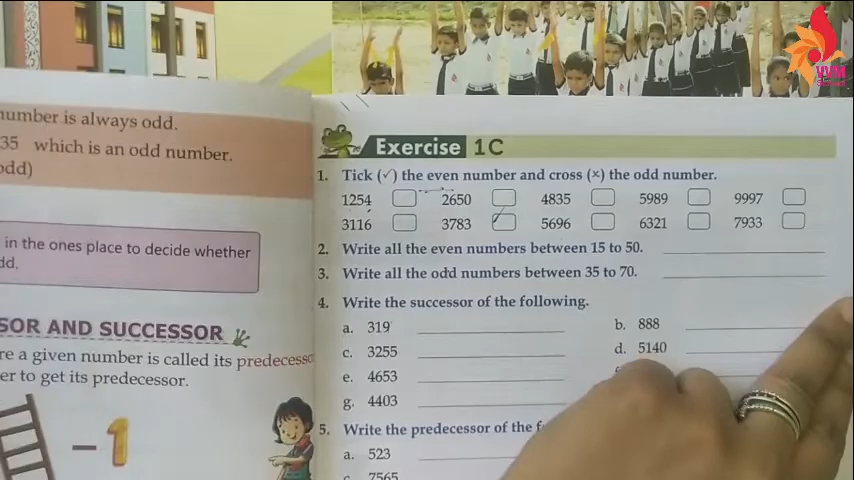 number is always odd.
35 which is an odd number.
odd)
in the ones place to decide whether
dd.
SOR AND SUCCESSOR
re a given number is called its predecesso
er to get its predecessor.
-1
Exercise 1C
1. Tick (✓) the even number and cross (×) the odd number.
1254 2650 4835 5989 9997
3116 3783 5696 6321 7933
2. Write all the even numbers between 15 to 50.
3. Write all the odd numbers between 35 to 70.
4. Write the successor of the following.
a. 319 b. 888
c. 3255 d. 5140
e. 4653
g. 4403
5. Write the predecessor of the f
a. 523
c. 7565
VVM